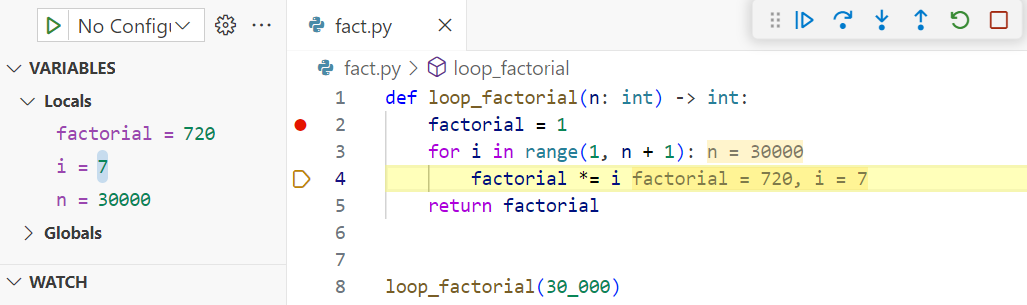 No Configu
fact.py
VARIABLES
fact.py > loop_factorial
Locals
1 def loop_factorial(n: int) -> int:
factorial = 720
2 factorial = 1
i = 7
3 for i in range(1, n + 1): n = 30000
4 factorial *= i factorial = 720, i = 7
n = 30000
5 return factorial
Globals
6
7
WATCH
8 loop_factorial(30_000)